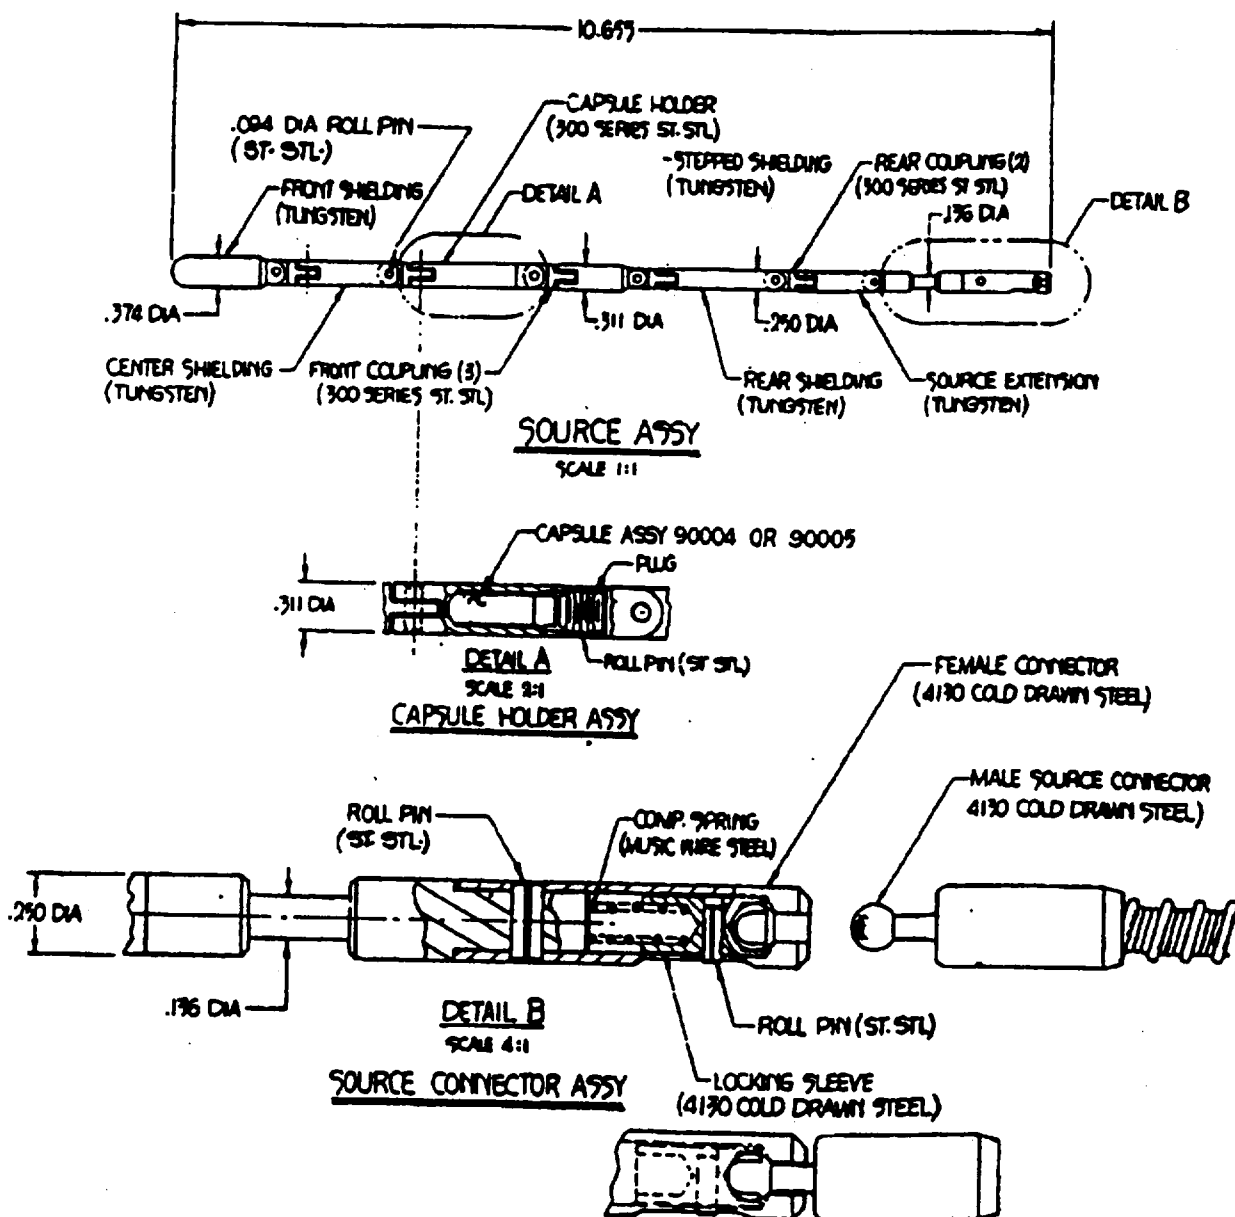 10.655
CAPSULE HOLDER
(300 SERIES ST. STL)
.094 DIA ROLL PIN
(ST. STL.)
STEPPED SHIELDING
(TUNGSTEN)
REAR COUPLING (2)
(300 SERIES ST STL)
FRONT SHIELDING
(TUNGSTEN)
DETAIL A
.136 DIA
DETAIL B
.374 DIA
.311 DIA
.250 DIA
CENTER SHIELDING
(TUNGSTEN)
FRONT COUPLING (3)
(300 SERIES ST. STL)
REAR SHIELDING
(TUNGSTEN)
SOURCE EXTENSION
(TUNGSTEN)
SOURCE ASSY
SCALE 1:1
CAPSULE ASSY 90004 OR 90005
PLUG
.311 DIA
ROLL PIN (ST STL)
DETAIL A
SCALE 2:1
CAPSULE HOLDER ASSY
FEMALE CONNECTOR
(4130 COLD DRAWN STEEL)
MALE SOURCE CONNECTOR
4130 COLD DRAWN STEEL)
ROLL PIN
(ST. STL.)
COMP. SPRING
(MUSIC WIRE STEEL)
.250 DIA
.136 DIA
DETAIL B
SCALE 4:1
ROLL PIN (ST. STL)
SOURCE CONNECTOR ASSY
LOCKING SLEEVE
(4130 COLD DRAWN STEEL)